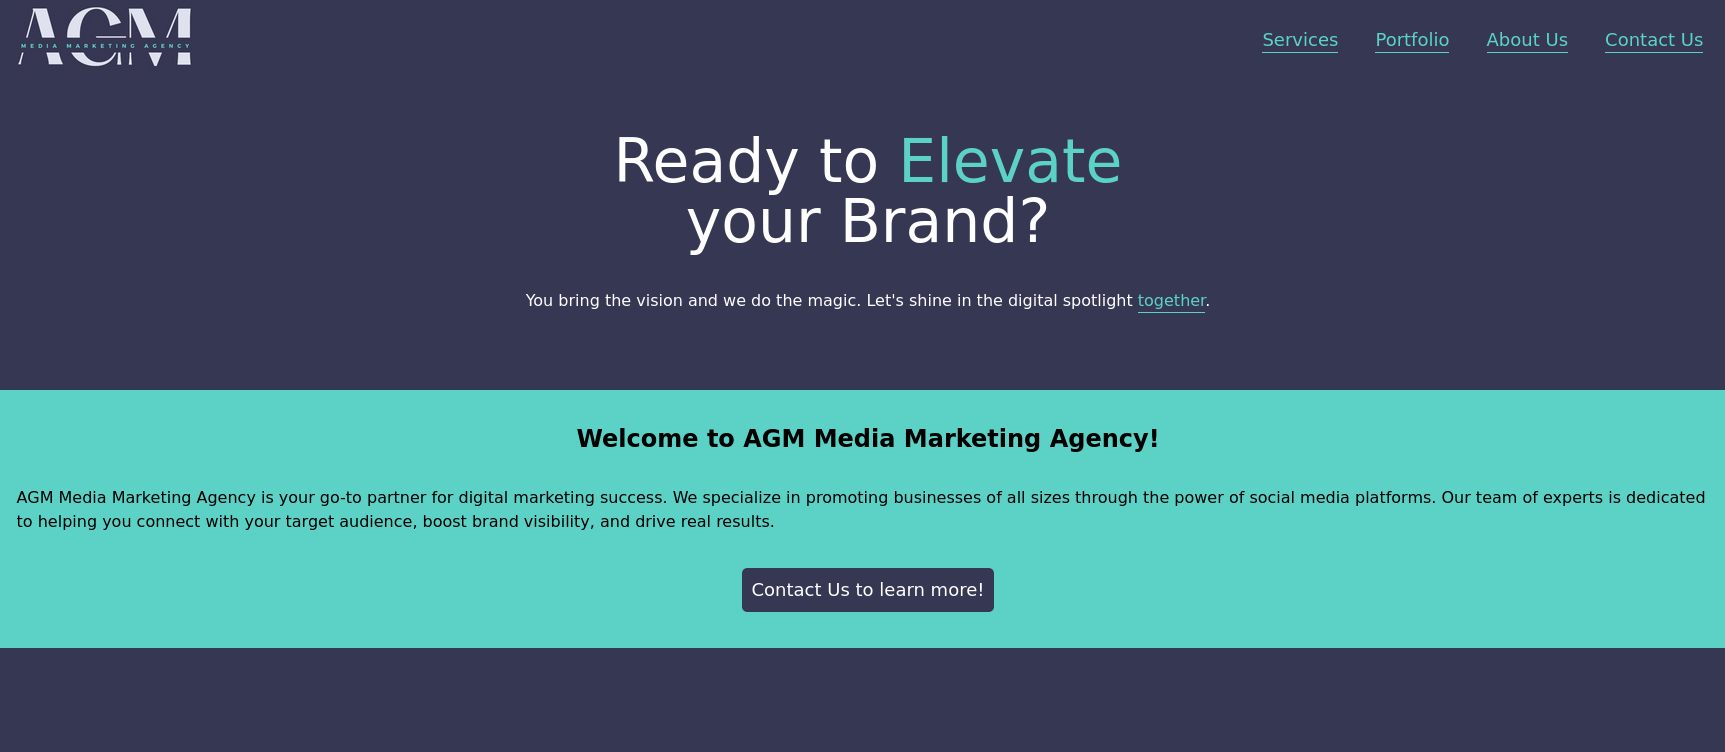 AGM
MEDIA MARKETING AGENCY
Services
Portfolio
About Us
Contact Us
Ready to Elevate
your Brand?
You bring the vision and we do the magic. Let's shine in the digital spotlight together.
Welcome to AGM Media Marketing Agency!
AGM Media Marketing Agency is your go-to partner for digital marketing success. We specialize in promoting businesses of all sizes through the power of social media platforms. Our team of experts is dedicated
to helping you connect with your target audience, boost brand visibility, and drive real results.
Contact Us to learn more!